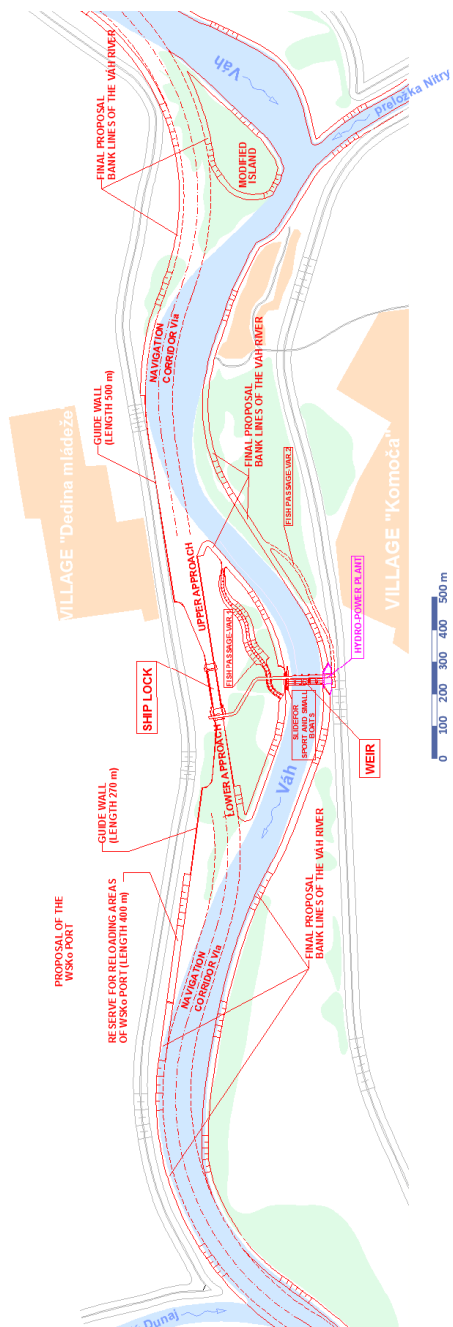 Váh
preložka Nitry
FINAL PROPOSAL
BANK LINES OF THE VÁH RIVER
MODIFIED
ISLAND
NAVIGATION
CORRIDOR VIa
GUIDE WALL
(LENGTH 500 m)
VILLAGE "Dedina mládeže"
FINAL PROPOSAL
BANK LINES OF THE VÁH RIVER
FISH PASSAGE-VAR.2
VILLAGE "Komoča"
UPPER APPROACH
FISH PASSAGE-VAR.1
SHIP LOCK
HYDRO-POWER PLANT
SLIDE FOR
SPORT AND SMALL
BOATS
WEIR
LOWER APPROACH
Váh
GUIDE WALL
(LENGTH 270 m)
RESERVE FOR RELOADING AREAS
OF WSKo PORT (LENGTH 400 m)
PROPOSAL OF THE
WSKo PORT
NAVIGATION
CORRIDOR VIa
FINAL PROPOSAL
BANK LINES OF THE VÁH RIVER
Dunaj
0 100 200 300 400 500 m